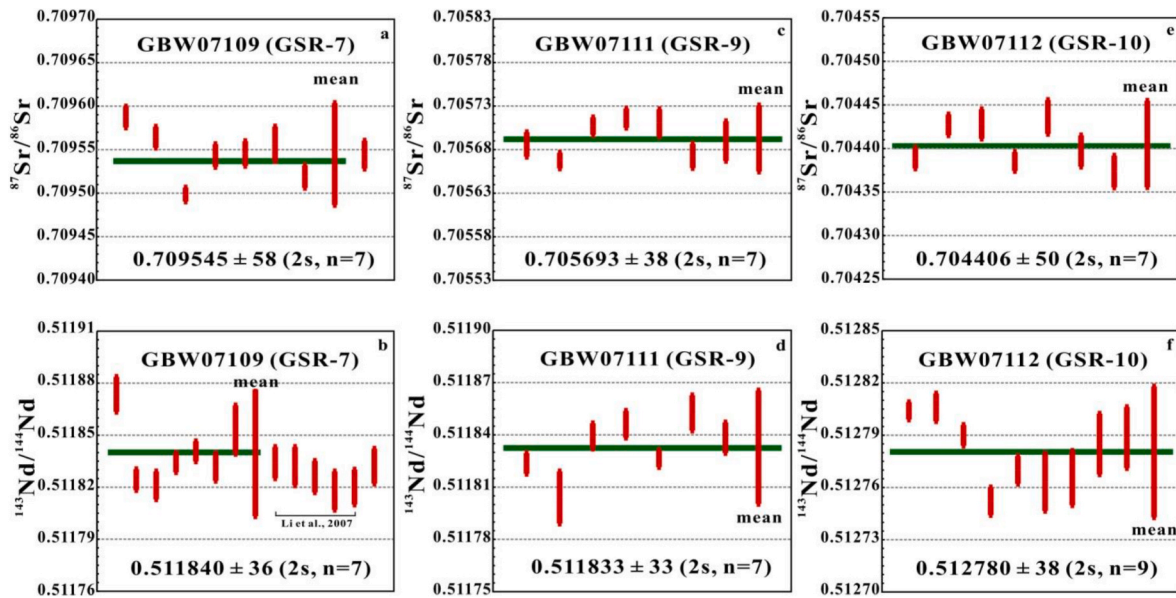 0.70970
0.70965
0.70960
0.70955
0.70950
0.70945
0.70940
87Sr/86Sr
GBW07109 (GSR-7)
a
mean
0.709545 ± 58 (2s, n=7)
0.70583
0.70578
0.70573
0.70568
0.70563
0.70558
0.70553
87Sr/86Sr
GBW07111 (GSR-9)
c
mean
0.705693 ± 38 (2s, n=7)
0.70455
0.70450
0.70445
0.70440
0.70435
0.70430
0.70425
87Sr/86Sr
GBW07112 (GSR-10)
e
mean
0.704406 ± 50 (2s, n=7)
0.51191
0.51188
0.51185
0.51182
0.51179
0.51176
143Nd/144Nd
GBW07109 (GSR-7)
b
mean
Li et al., 2007
0.511840 ± 36 (2s, n=7)
0.51190
0.51187
0.51184
0.51181
0.51178
0.51175
143Nd/144Nd
GBW07111 (GSR-9)
d
mean
0.511833 ± 33 (2s, n=7)
0.51285
0.51282
0.51279
0.51276
0.51273
0.51270
143Nd/144Nd
GBW07112 (GSR-10)
f
mean
0.512780 ± 38 (2s, n=9)